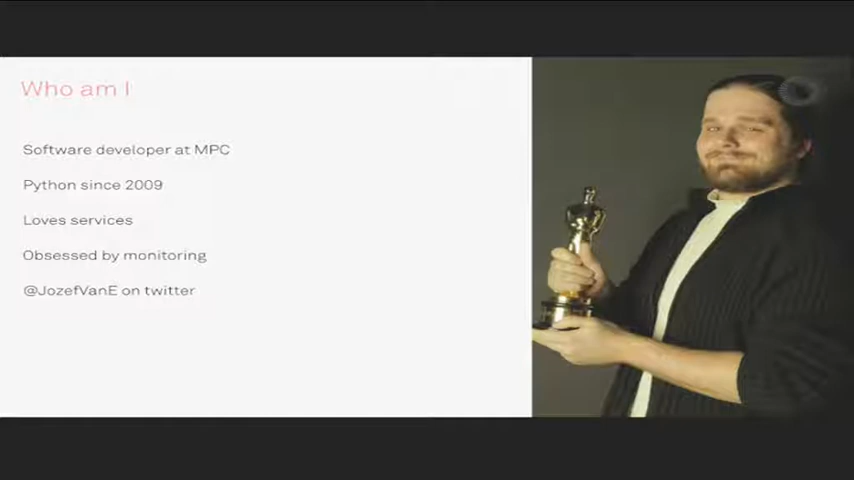 Who am I
Software developer at MPC
Python since 2009
Loves services
Obsessed by monitoring
@JozefVanE on twitter